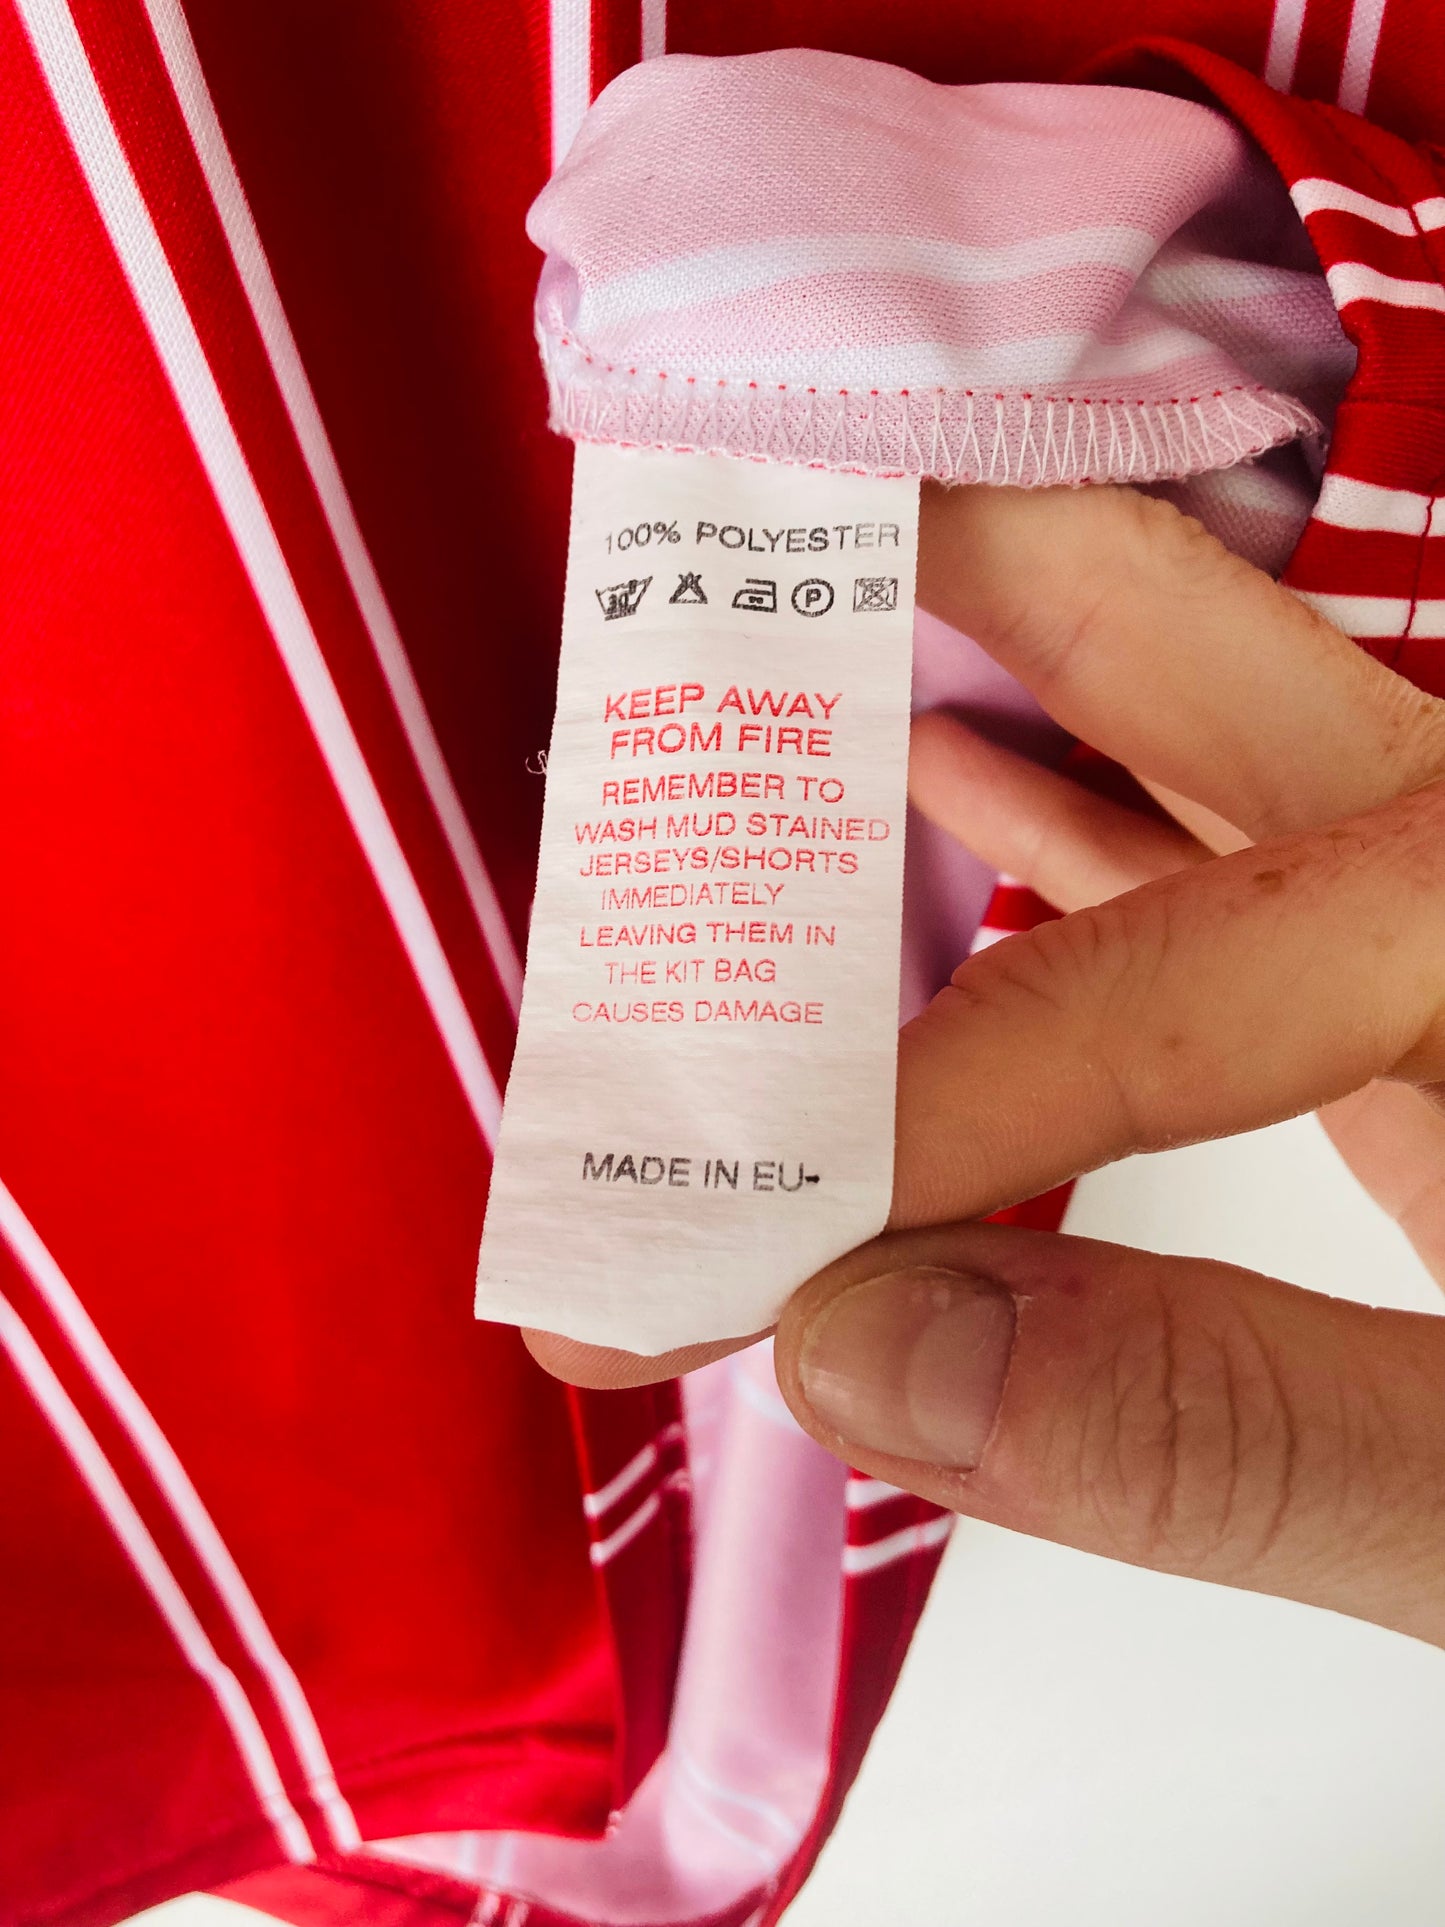 100% POLYESTER
30 P
KEEP AWAY
FROM FIRE
REMEMBER TO
WASH MUD STAINED
JERSEYS/SHORTS
IMMEDIATELY
LEAVING THEM IN
THE KIT BAG
CAUSES DAMAGE
MADE IN EU-